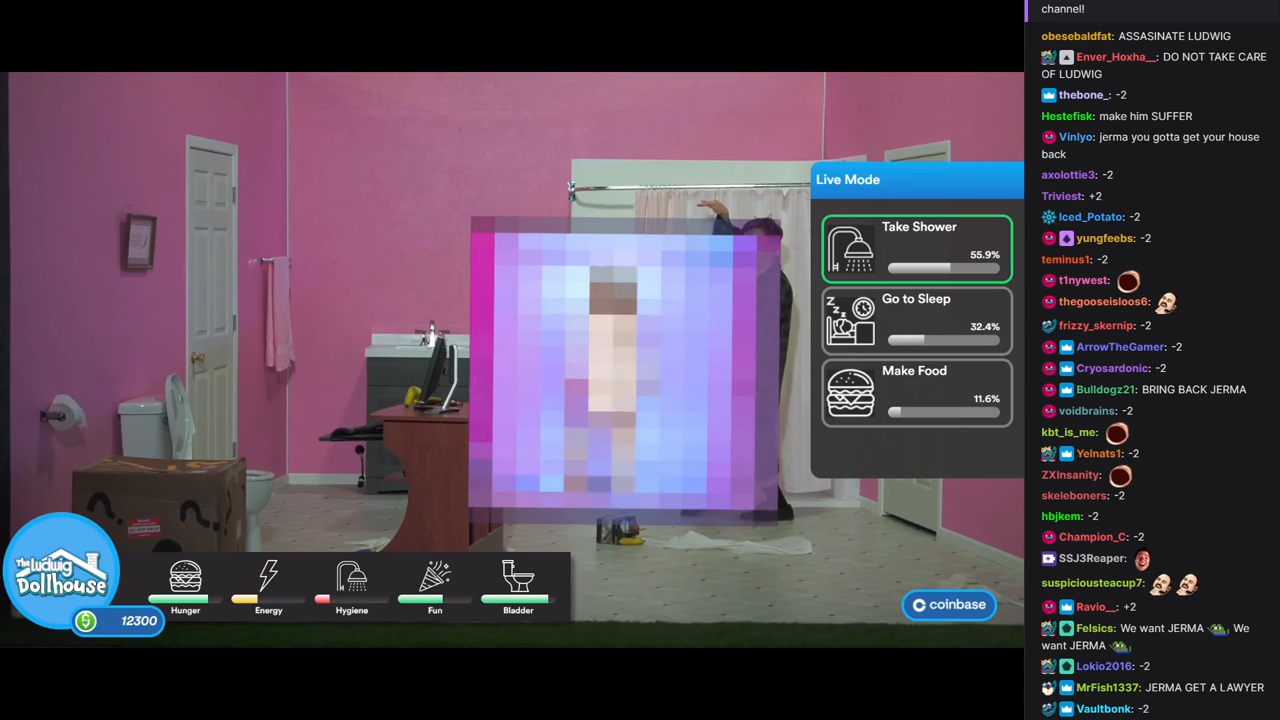 channel!
obesebaldfat: ASSASINATE LUDWIG
Enver_Hoxha__: DO NOT TAKE CARE
OF LUDWIG
thebone_: -2
Hestefisk: make him SUFFER
Vinlyo: jerma you gotta get your house
back
axolottie3: -2
Triviest: +2
Iced_Potato: -2
yungfeebs: -2
teminus1: -2
t1nywest:
thegooseisloos6:
frizzy_skernip: -2
ArrowTheGamer: -2
Cryosardonic: -2
Bulldogz21: BRING BACK JERMA
voidbrains: -2
kbt_is_me:
Yelnats1: -2
ZXInsanity:
skeleboners: -2
hbjkem: -2
Champion_C: -2
SSJ3Reaper:
suspiciousteacup7:
Ravio__: +2
Felsics: We want JERMA We
want JERMA
Lokio2016: -2
MrFish1337: JERMA GET A LAWYER
Vaultbonk: -2
Live Mode
Take Shower
55.9%
Go to Sleep
32.4%
Make Food
11.6%
The Ludwig
Dollhouse
12300
Hunger
Energy
Hygiene
Fun
Bladder
coinbase